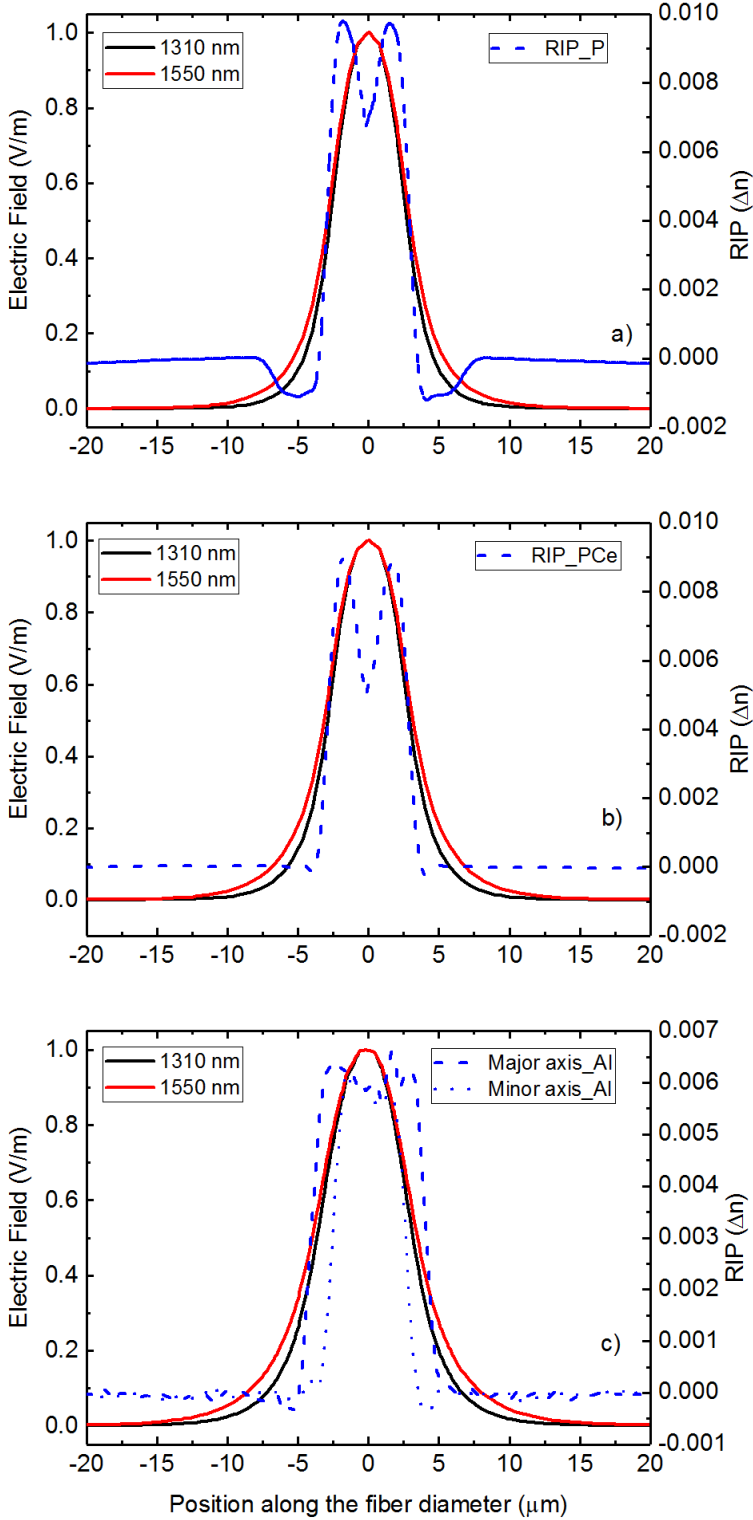 1310 nm
1550 nm
RIP_P
1.0
0.8
0.6
0.4
0.2
0.0
Electric Field (V/m)
0.010
0.008
0.006
0.004
0.002
0.000
-0.002
RIP (Δn)
a)
-20 -15 -10 -5 0 5 10 15 20
1310 nm
1550 nm
RIP_PCe
1.0
0.8
0.6
0.4
0.2
0.0
Electric Field (V/m)
0.010
0.008
0.006
0.004
0.002
0.000
-0.002
RIP (Δn)
b)
-20 -15 -10 -5 0 5 10 15 20
1310 nm
1550 nm
Major axis_Al
Minor axis_Al
1.0
0.8
0.6
0.4
0.2
0.0
Electric Field (V/m)
0.007
0.006
0.005
0.004
0.003
0.002
0.001
0.000
-0.001
RIP (Δn)
c)
-20 -15 -10 -5 0 5 10 15 20
Position along the fiber diameter (μm)